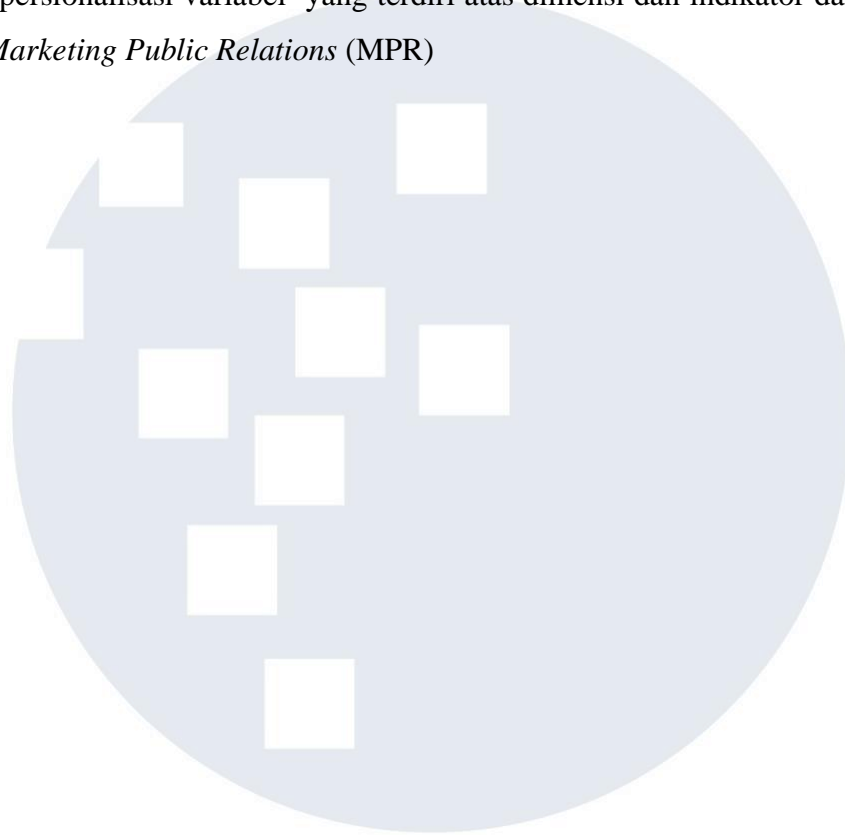 persionalisasi variabel yang terdiri atas dimensi dan indikator da
Marketing Public Relations (MPR)